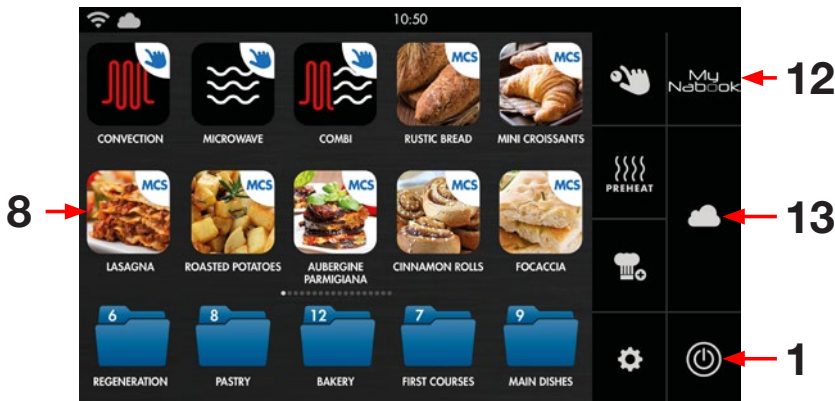 10:50
MCS MCS
CONVECTION MICROWAVE COMBI RUSTIC BREAD MINI CROISSANTS
My
Nabook
12
PREHEAT
8
MCS MCS MCS MCS MCS
13
LASAGNA ROASTED POTATOES AUBERGINE CINNAMON ROLLS FOCACCIA
PARMIGIANA
6 8 12 7 9
REGENERATION PASTRY BAKERY FIRST COURSES MAIN DISHES
1